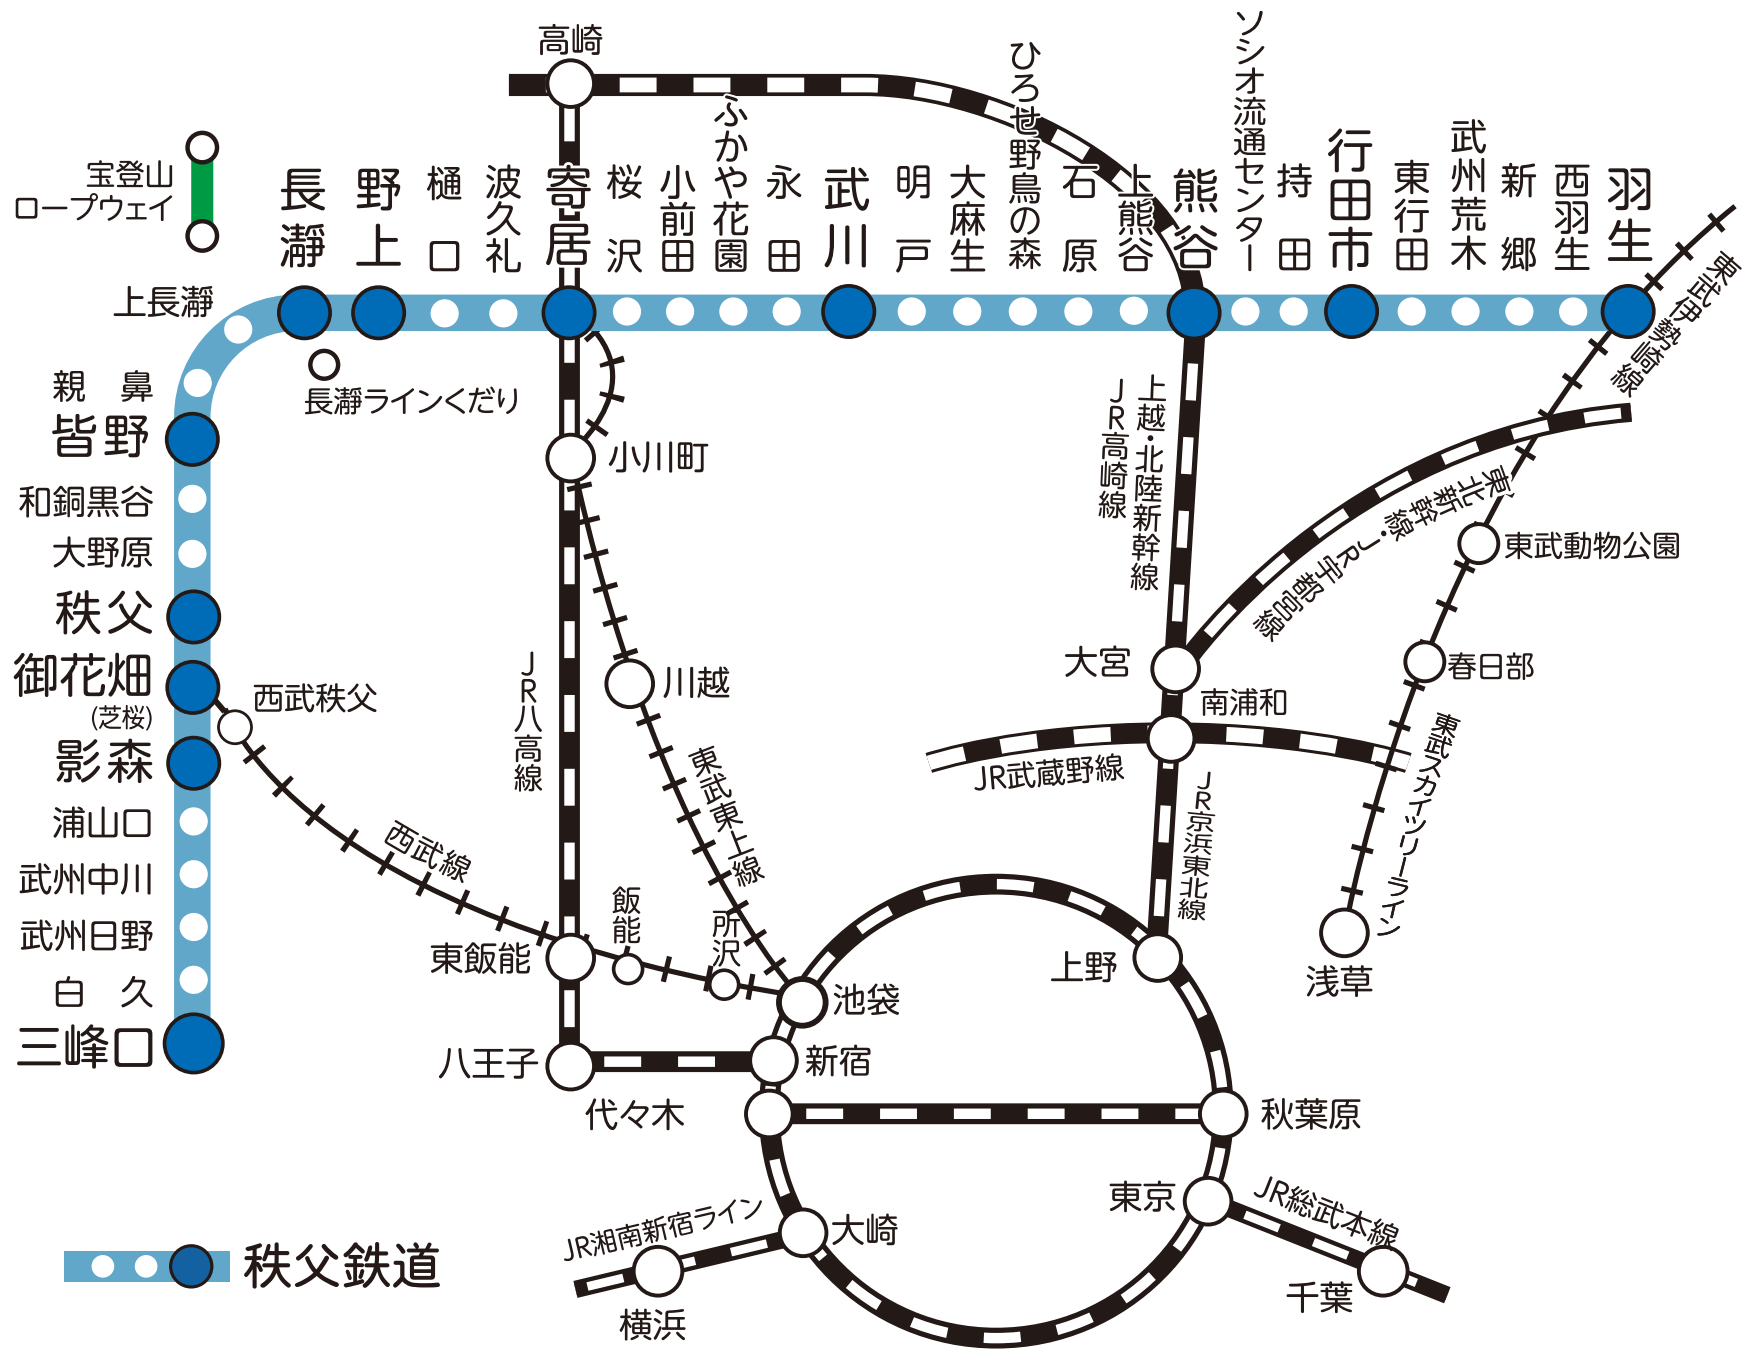 高崎
宝登山
ロープウェイ
長瀞
野上
樋口
波久礼
寄居
桜沢
小前田
ふかや花園
永田
武川
明戸
大麻生
ひろせ野鳥の森
石原
上熊谷
熊谷
ソシオ流通センター
持田
行田市
東行田
武州荒木
新郷
西羽生
羽生
上長瀞
長瀞ラインくだり
親鼻
皆野
和銅黒谷
大野原
秩父
御花畑
(芝桜)
影森
浦山口
武州中川
武州日野
白久
三峰口
西武秩父
西武線
小川町
川越
JR八高線
東武東上線
東飯能
飯能
所沢
池袋
八王子
新宿
代々木
JR高崎線
上越・北陸新幹線
東北新幹線・JR宇都宮線
東武伊勢崎線
東武動物公園
春日部
東武スカイツリーライン
浅草
大宮
南浦和
JR武蔵野線
JR京浜東北線
上野
秋葉原
東京
JR総武本線
千葉
大崎
JR湘南新宿ライン
横浜
秩父鉄道